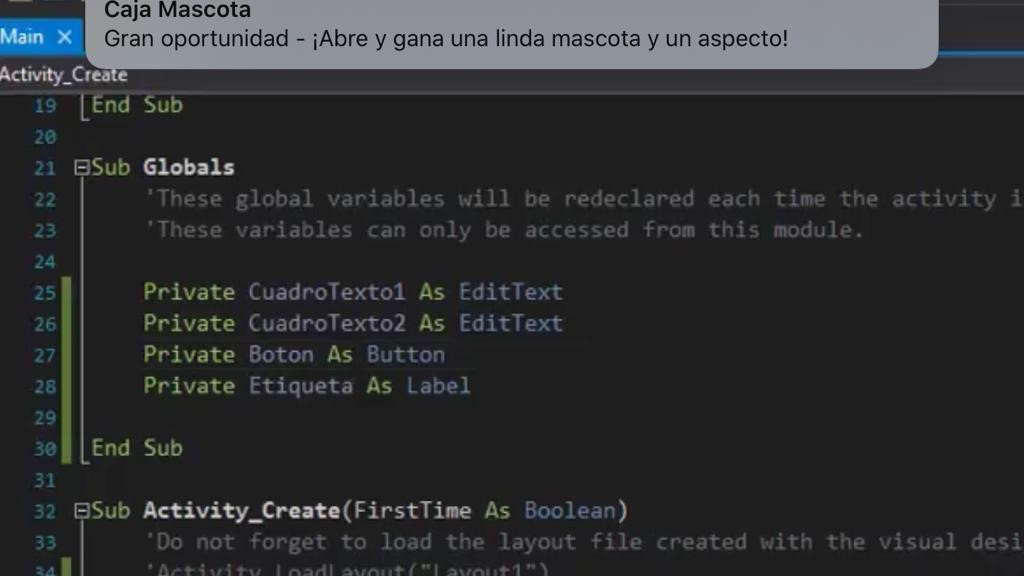 Caja Mascota
Gran oportunidad - ¡Abre y gana una linda mascota y un aspecto!
Main ×
Activity_Create
19 End Sub
20
21 Sub Globals
22 'These global variables will be redeclared each time the activity i
23 'These variables can only be accessed from this module.
24
25 Private CuadroTexto1 As EditText
26 Private CuadroTexto2 As EditText
27 Private Boton As Button
28 Private Etiqueta As Label
29
30 End Sub
31
32 Sub Activity_Create(FirstTime As Boolean)
33 'Do not forget to load the layout file created with the visual desi
34 'Activity.LoadLayout("Layout1")